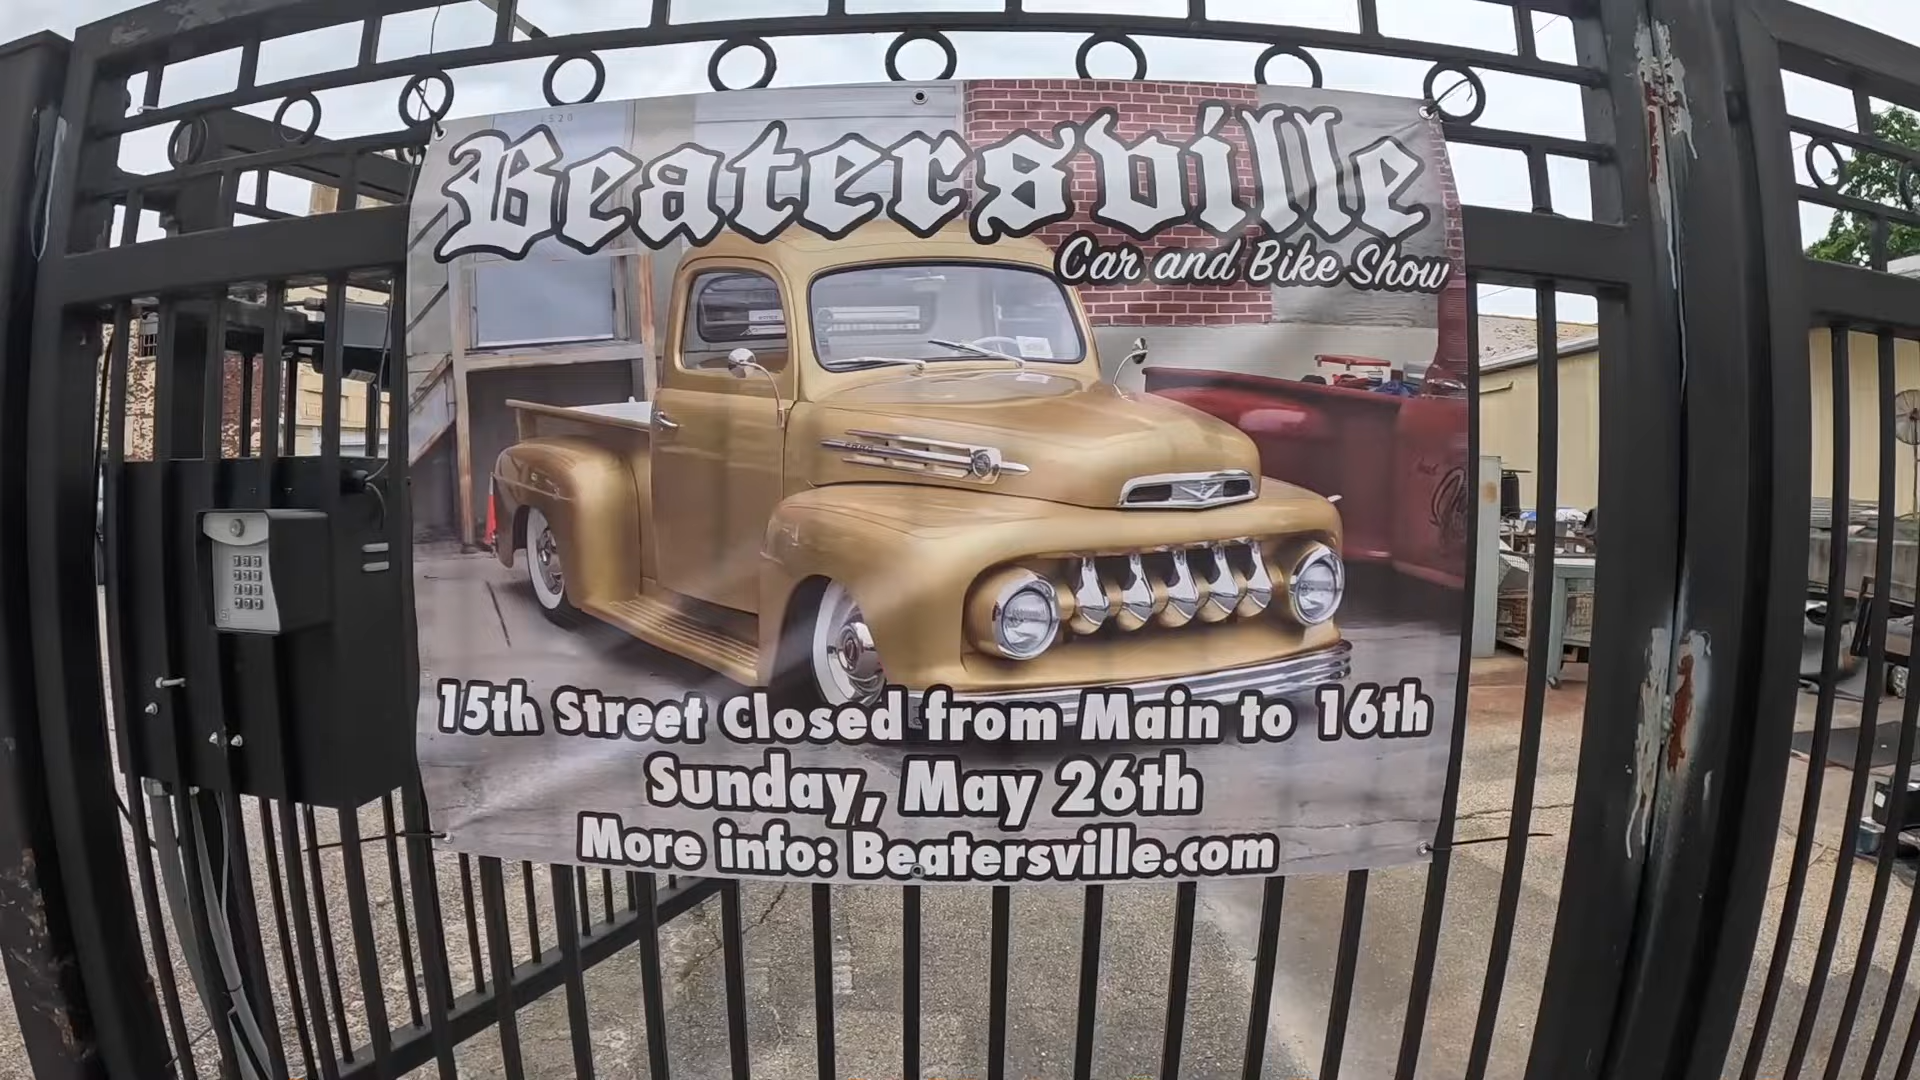 Beatersville
Car and Bike Show
15th Street Closed from Main to 16th
Sunday, May 26th
More info: Beatersville.com